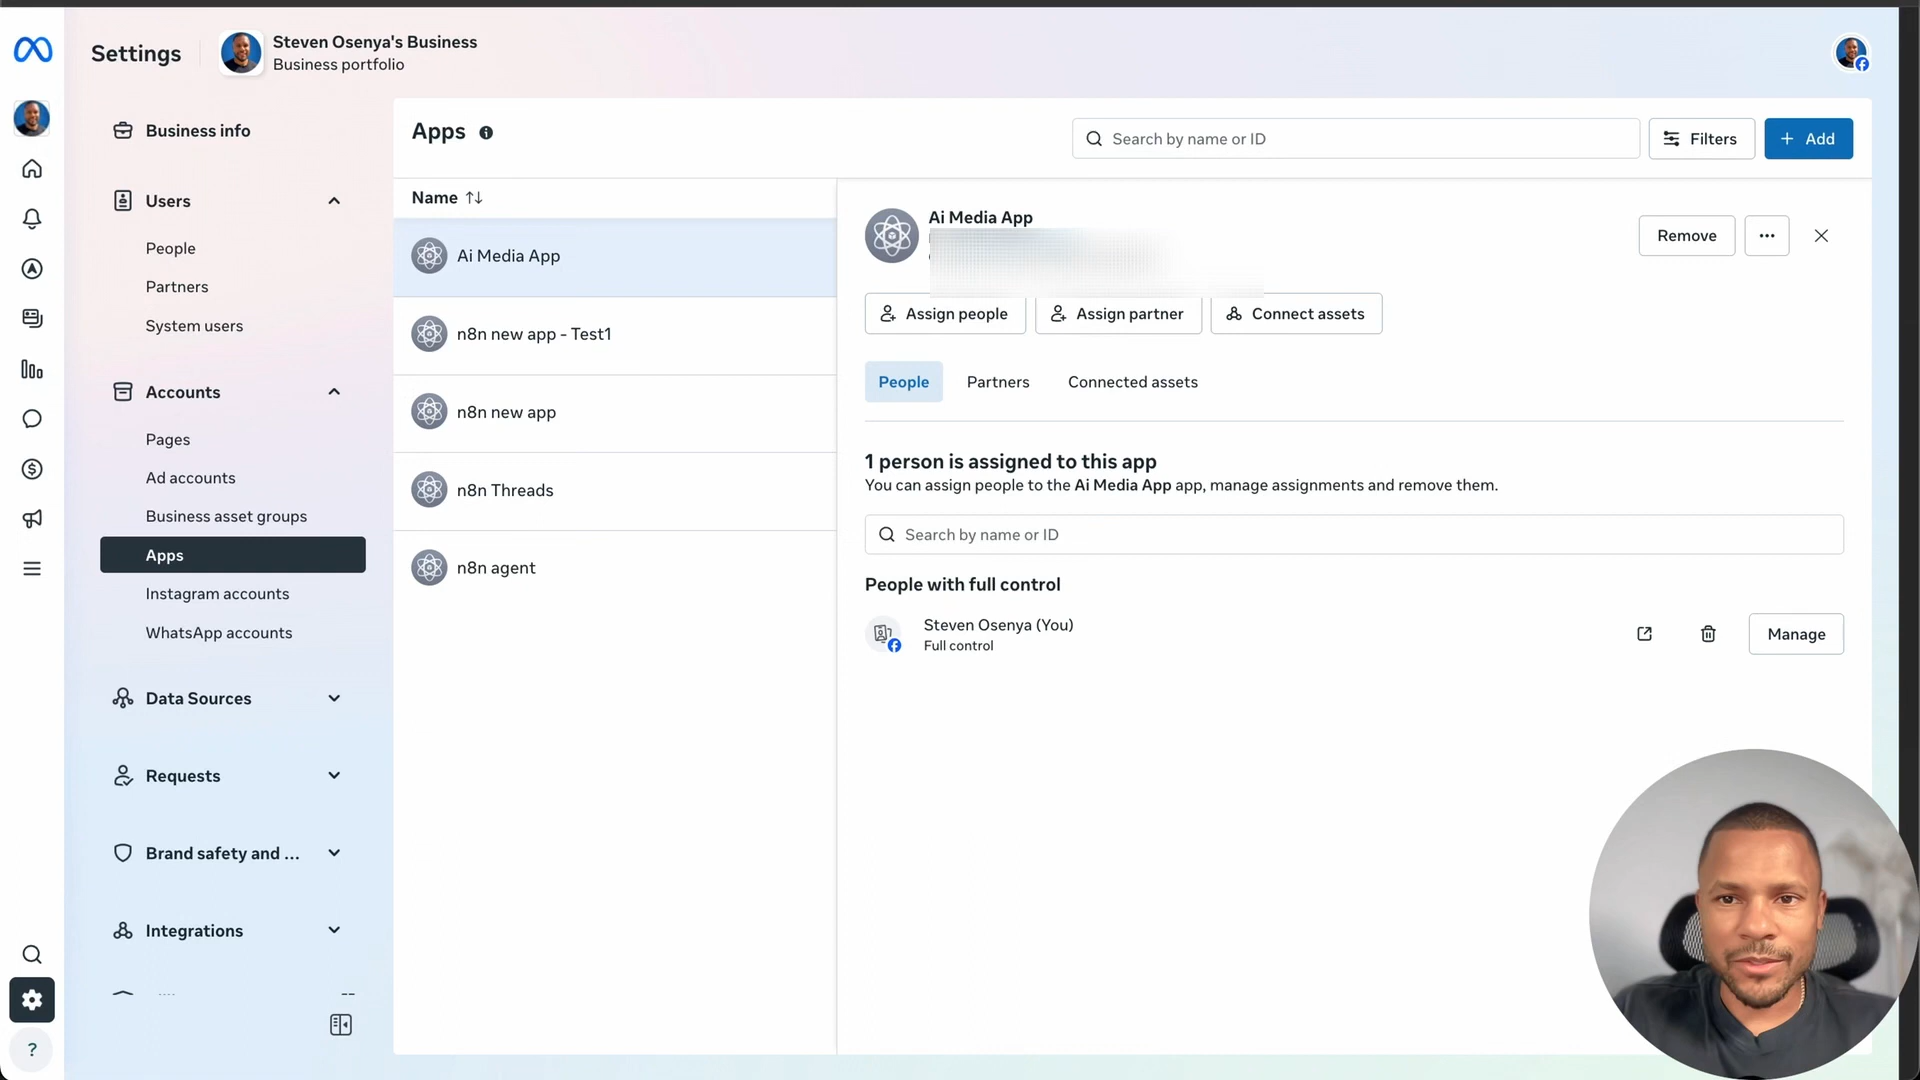 Settings
Steven Osenya's Business
Business portfolio
Business info
Users
People
Partners
System users
Accounts
Pages
Ad accounts
Business asset groups
Apps
Instagram accounts
WhatsApp accounts
Data Sources
Requests
Brand safety and ...
Integrations
?
Apps
Search by name or ID
Filters
+ Add
Name
Ai Media App
n8n new app - Test1
n8n new app
n8n Threads
n8n agent
Ai Media App
Remove
Assign people
Assign partner
Connect assets
People
Partners
Connected assets
1 person is assigned to this app
You can assign people to the Ai Media App app, manage assignments and remove them.
Search by name or ID
People with full control
Steven Osenya (You)
Full control
Manage